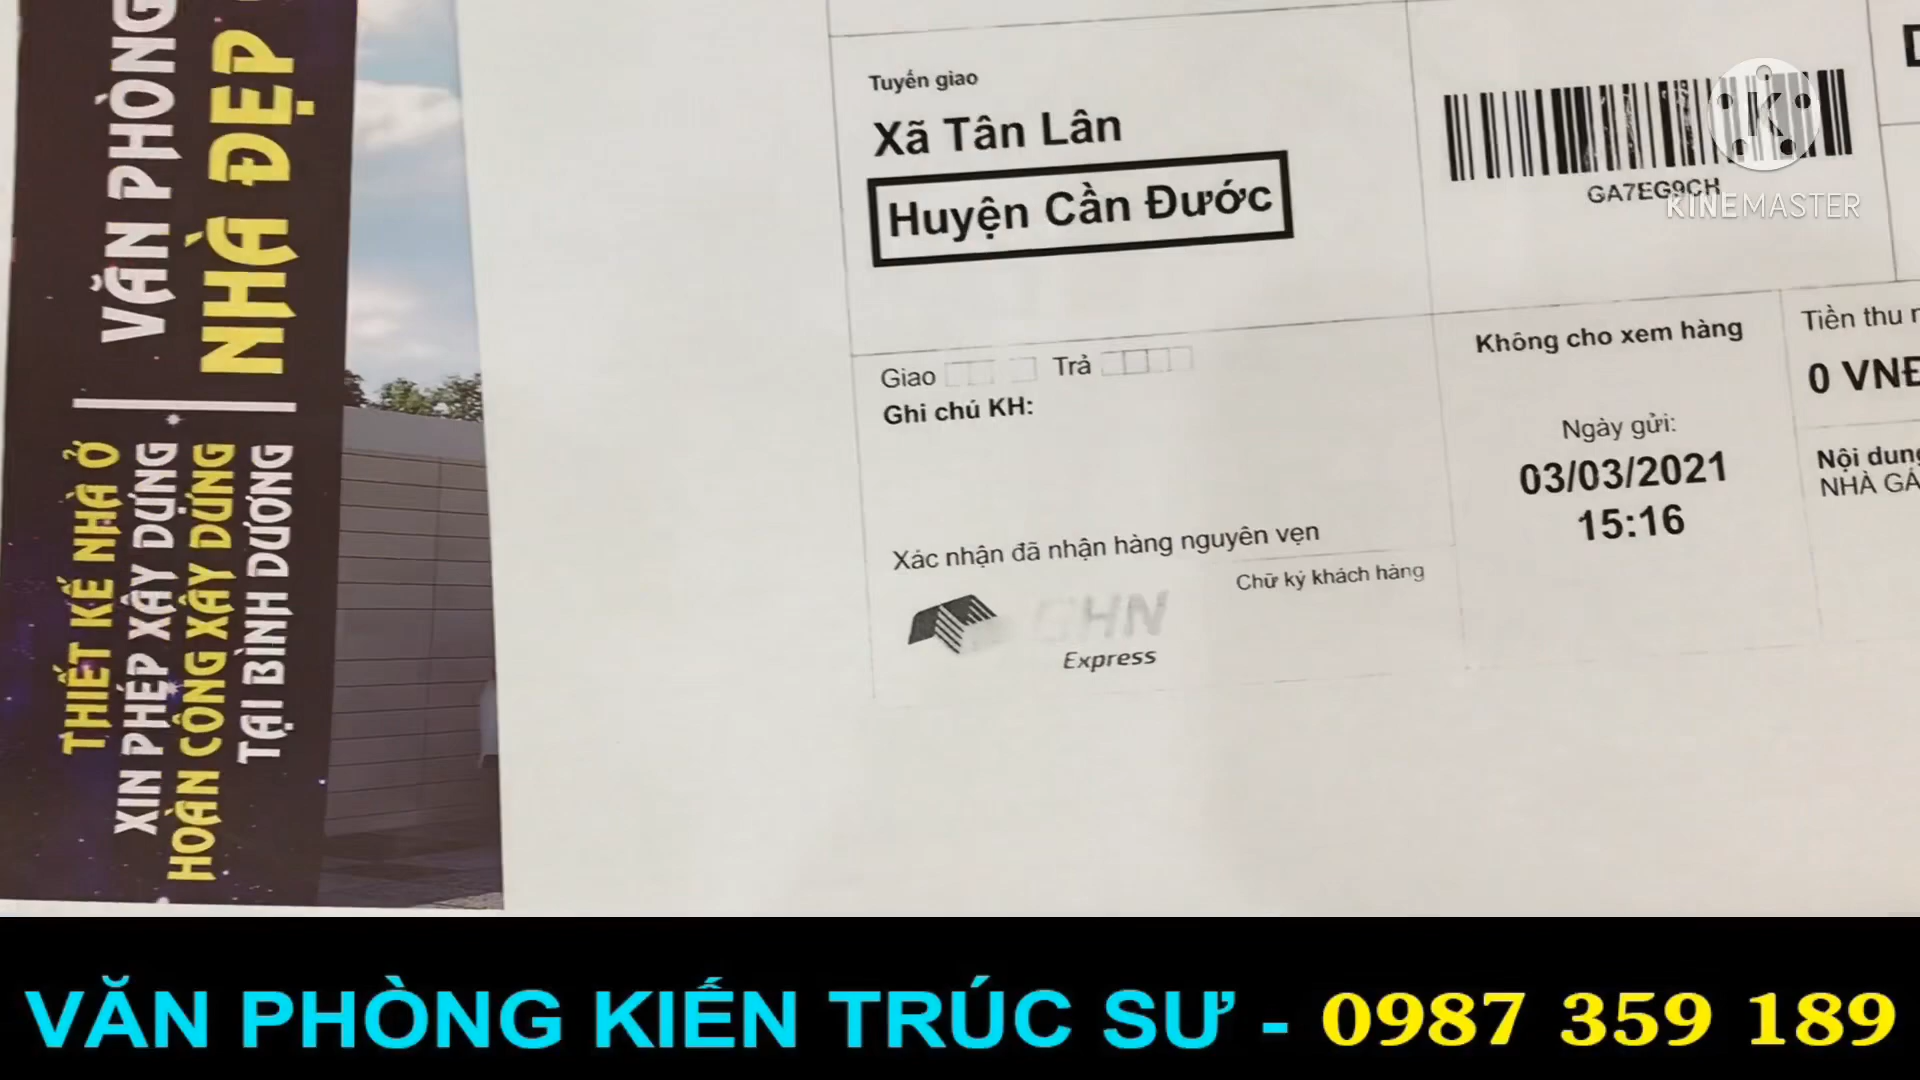 VĂN PHÒNG
NHÀ ĐẸP
THIẾT KẾ NHÀ Ở
XIN PHÉP XÂY DỰNG
HOÀN CÔNG XÂY DỰNG
TẠI BÌNH DƯƠNG
Tuyến giao
Xã Tân Lân
Huyện Cần Đước
GA7EG9CH
KINEMASTER
Giao
Trả
Ghi chú KH:
Không cho xem hàng
Tiền thu
0 VNĐ
Ngày gửi:
03/03/2021
15:16
Nội dung
NHÀ
Xác nhận đã nhận hàng nguyên vẹn
Chữ ký khách hàng
GHN
Express
VĂN PHÒNG KIẾN TRÚC SƯ - 0987 359 189